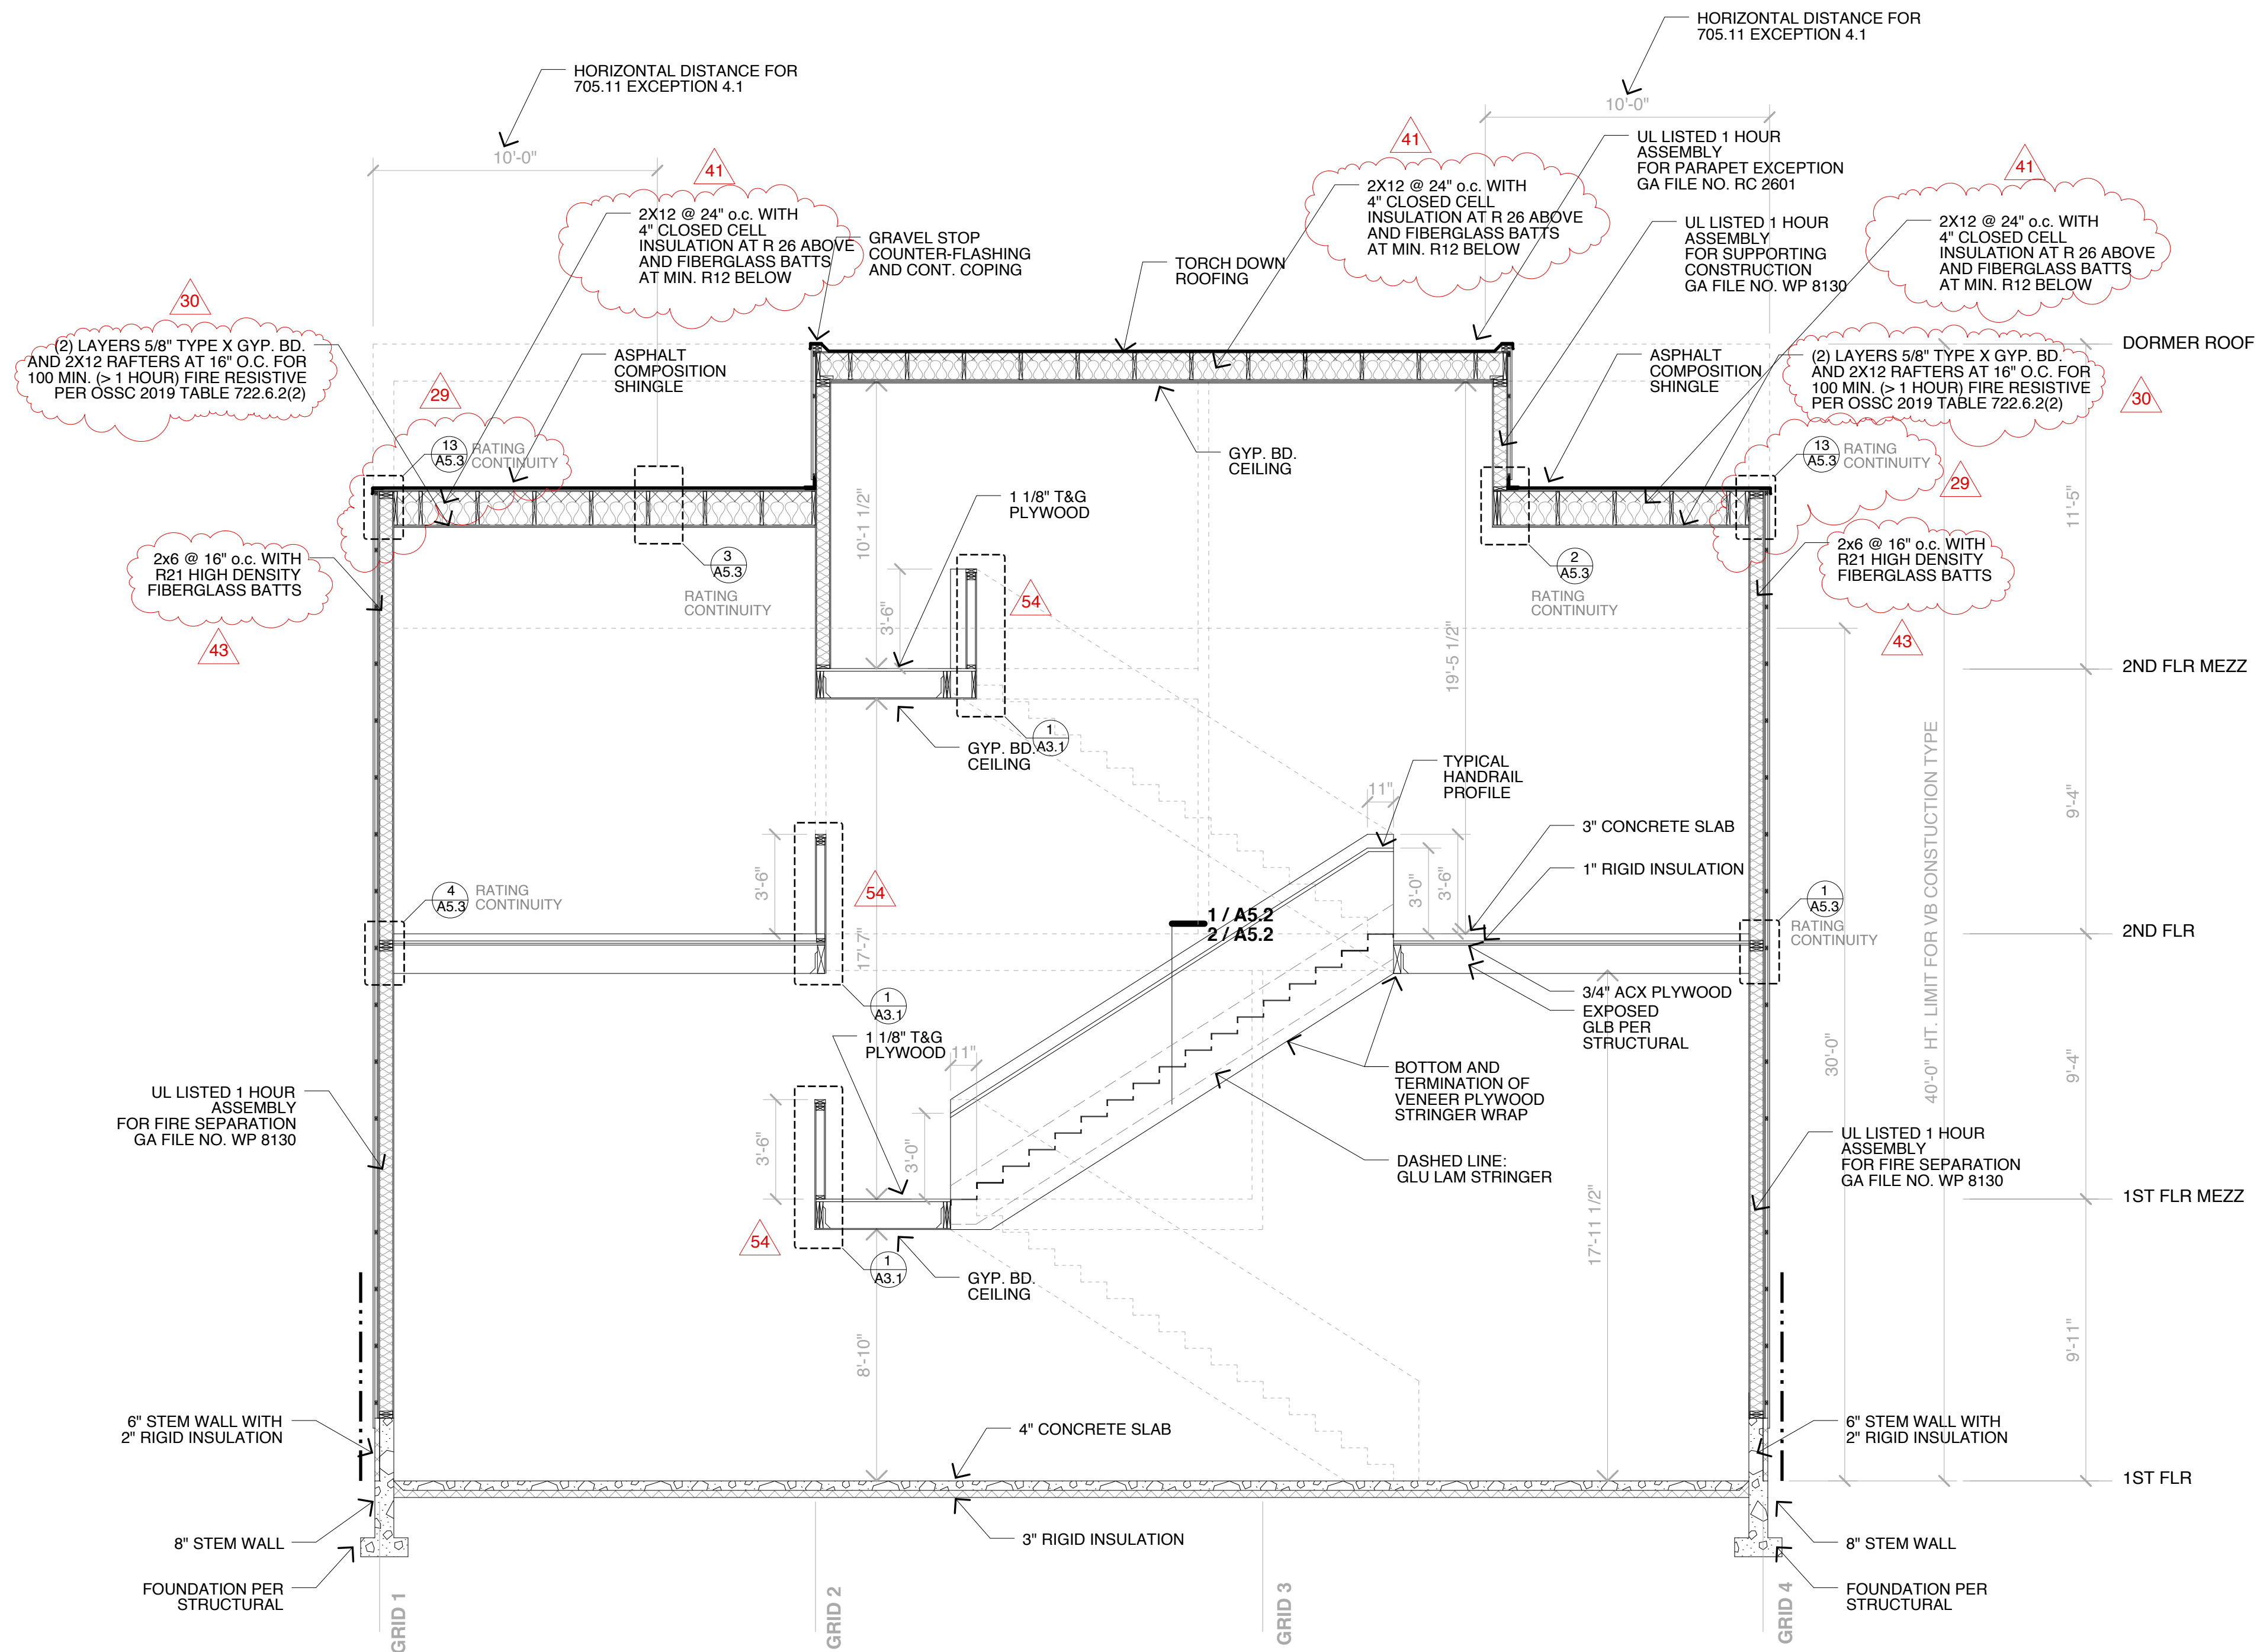 HORIZONTAL DISTANCE FOR
705.11 EXCEPTION 4.1
10'-0"
HORIZONTAL DISTANCE FOR
705.11 EXCEPTION 4.1
10'-0"
41
2X12 @ 24" o.c. WITH
4" CLOSED CELL
INSULATION AT R 26 ABOVE
AND FIBERGLASS BATTS
AT MIN. R12 BELOW
GRAVEL STOP
COUNTER-FLASHING
AND CONT. COPING
TORCH DOWN
ROOFING
41
2X12 @ 24" o.c. WITH
4" CLOSED CELL
INSULATION AT R 26 ABOVE
AND FIBERGLASS BATTS
AT MIN. R12 BELOW
UL LISTED 1 HOUR
ASSEMBLY
FOR PARAPET EXCEPTION
GA FILE NO. RC 2601
UL LISTED 1 HOUR
ASSEMBLY
FOR SUPPORTING
CONSTRUCTION
GA FILE NO. WP 8130
41
2X12 @ 24" o.c. WITH
4" CLOSED CELL
INSULATION AT R 26 ABOVE
AND FIBERGLASS BATTS
AT MIN. R12 BELOW
30
(2) LAYERS 5/8" TYPE X GYP. BD.
AND 2X12 RAFTERS AT 16" O.C. FOR
100 MIN. (> 1 HOUR) FIRE RESISTIVE
PER OSSC 2019 TABLE 722.6.2(2)
ASPHALT
COMPOSITION
SHINGLE
29
13
A5.3
RATING
CONTINUITY
ASPHALT
COMPOSITION
SHINGLE
(2) LAYERS 5/8" TYPE X GYP. BD.
AND 2X12 RAFTERS AT 16" O.C. FOR
100 MIN. (> 1 HOUR) FIRE RESISTIVE
PER OSSC 2019 TABLE 722.6.2(2)
30
DORMER ROOF
13
A5.3
RATING
CONTINUITY
29
GYP. BD.
CEILING
1 1/8" T&G
PLYWOOD
10'-1 1/2"
11'-5"
2x6 @ 16" o.c. WITH
R21 HIGH DENSITY
FIBERGLASS BATTS
43
3
A5.3
RATING
CONTINUITY
2
A5.3
RATING
CONTINUITY
2x6 @ 16" o.c. WITH
R21 HIGH DENSITY
FIBERGLASS BATTS
43
3'-6"
54
19'-5 1/2"
2ND FLR MEZZ
1
A3.1
GYP. BD.
CEILING
TYPICAL
HANDRAIL
PROFILE
11"
9'-4"
40'-0" HT. LIMIT FOR VB CONSTUCTION TYPE
3" CONCRETE SLAB
1" RIGID INSULATION
3'-6"
54
3'-0"
3'-6"
4
A5.3
RATING
CONTINUITY
1 / A5.2
2 / A5.2
1
A5.3
RATING
CONTINUITY
2ND FLR
17'-7"
3/4" ACX PLYWOOD
EXPOSED
GLB PER
STRUCTURAL
1
A3.1
1 1/8" T&G
PLYWOOD
11"
30'-0"
9'-4"
BOTTOM AND
TERMINATION OF
VENEER PLYWOOD
STRINGER WRAP
UL LISTED 1 HOUR
ASSEMBLY
FOR FIRE SEPARATION
GA FILE NO. WP 8130
3'-6"
3'-0"
DASHED LINE:
GLU LAM STRINGER
UL LISTED 1 HOUR
ASSEMBLY
FOR FIRE SEPARATION
GA FILE NO. WP 8130
1ST FLR MEZZ
54
17'-11 1/2"
1
A3.1
GYP. BD.
CEILING
8'-10"
9'-11"
6" STEM WALL WITH
2" RIGID INSULATION
4" CONCRETE SLAB
6" STEM WALL WITH
2" RIGID INSULATION
1ST FLR
8" STEM WALL
3" RIGID INSULATION
8" STEM WALL
FOUNDATION PER
STRUCTURAL
FOUNDATION PER
STRUCTURAL
GRID 1
GRID 2
GRID 3
GRID 4